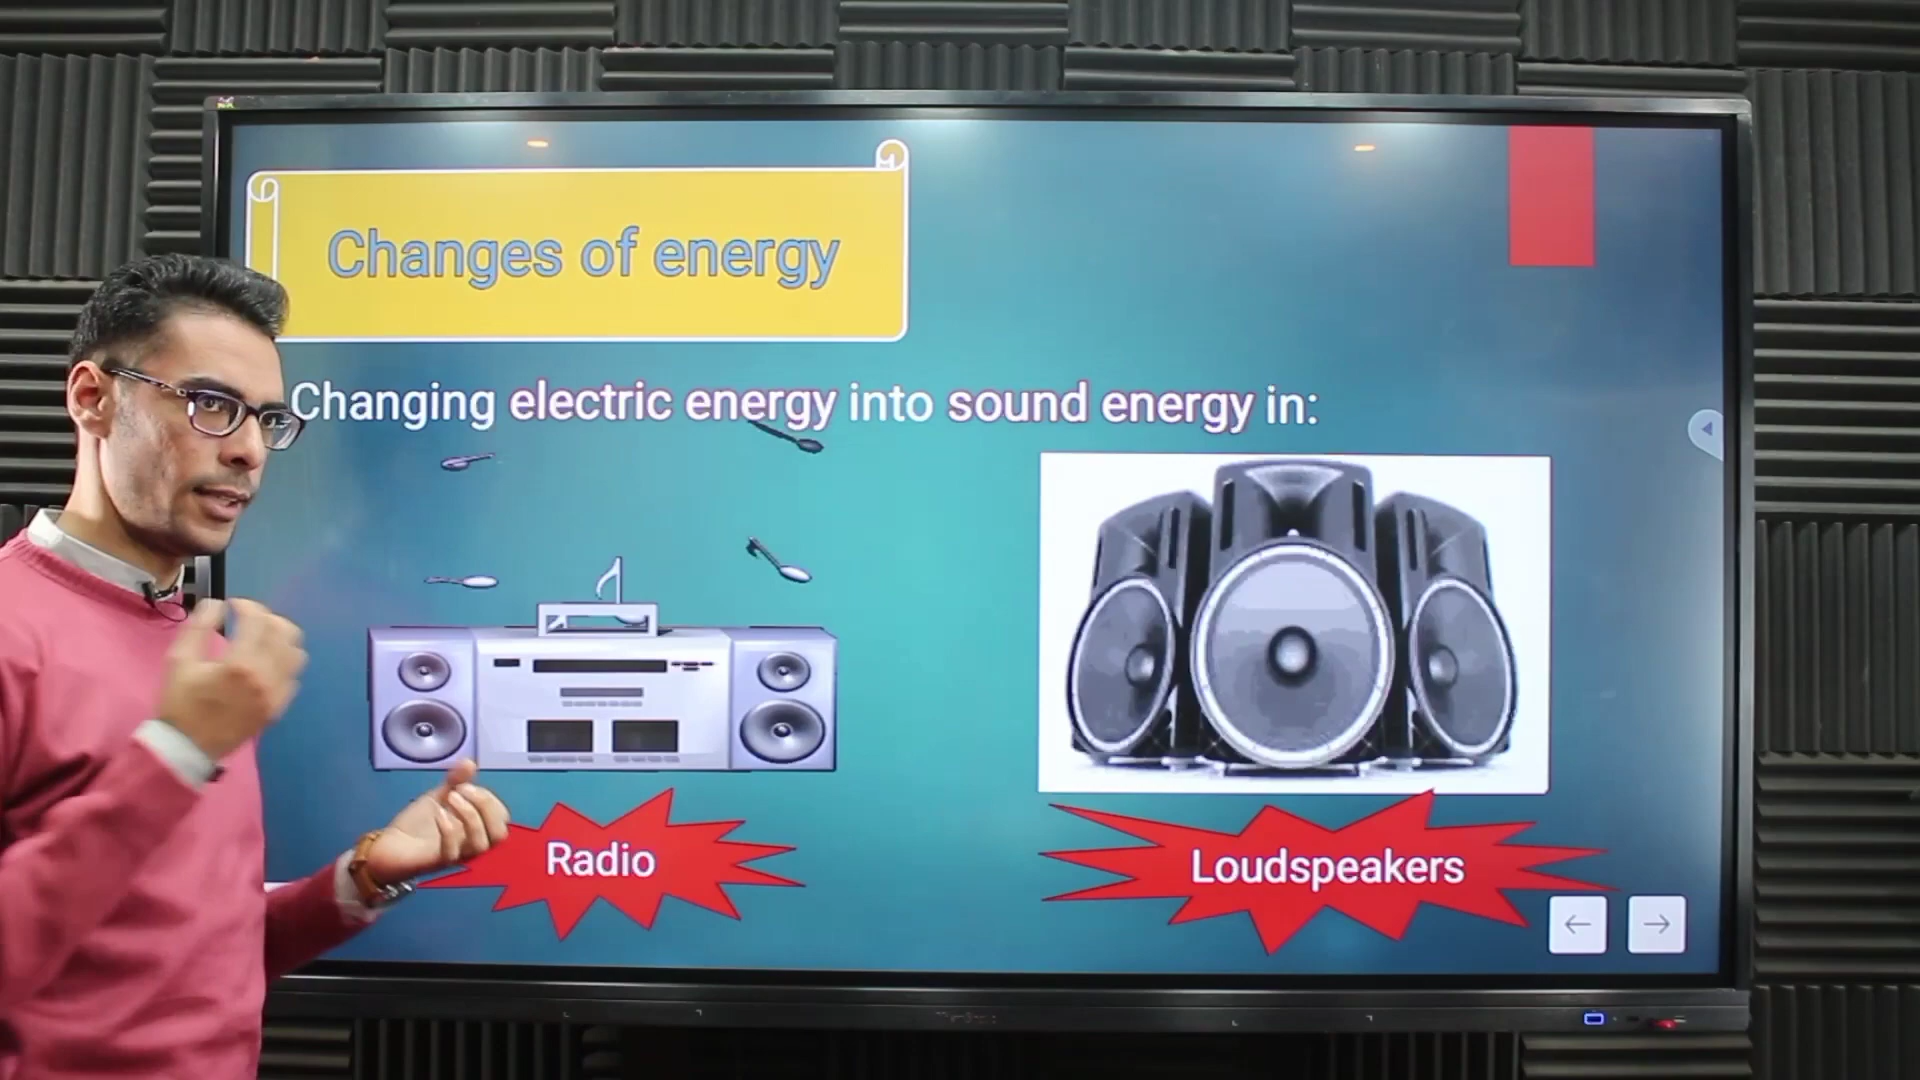 Changes of energy
Changing electric energy into sound energy in:
Radio
Loudspeakers